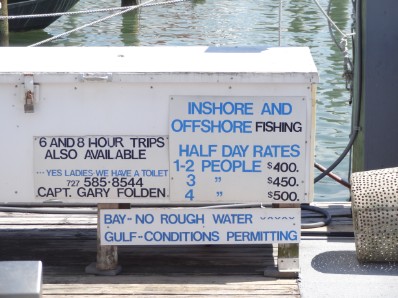 INSHORE AND
OFFSHORE FISHING
HALF DAY RATES
1-2 PEOPLE $400.
3 " $450.
4 " $500.
6 AND 8 HOUR TRIPS
ALSO AVAILABLE
...YES LADIES-WE HAVE A TOILET
727 585-8544
CAPT. GARY FOLDEN
BAY-NO ROUGH WATER
GULF-CONDITIONS PERMITTING